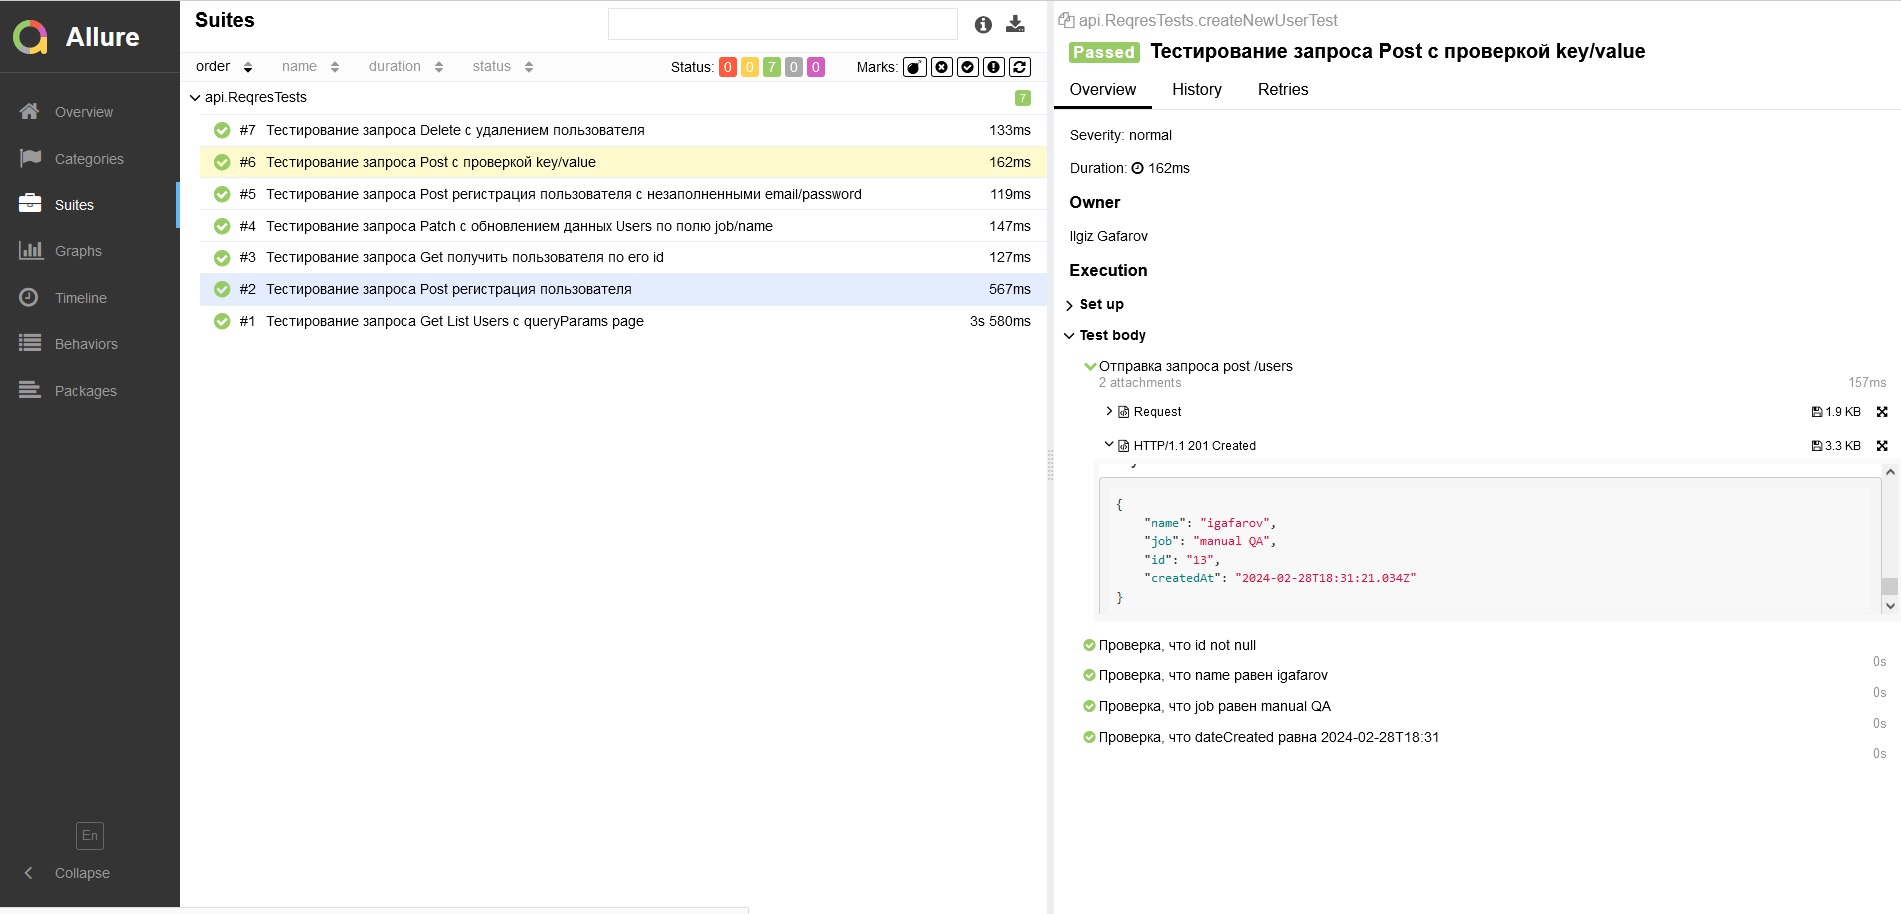 Allure
Overview
Categories
Suites
Graphs
Timeline
Behaviors
Packages
En
Collapse
Suites
order name duration status Status: 0 0 7 0 0 Marks:
api.ReqresTests 7
#7 Тестирование запроса Delete с удалением пользователя 133ms
#6 Тестирование запроса Post с проверкой key/value 162ms
#5 Тестирование запроса Post регистрация пользователя с незаполненными email/password 119ms
#4 Тестирование запроса Patch с обновлением данных Users по полю job/name 147ms
#3 Тестирование запроса Get получить пользователя по его id 127ms
#2 Тестирование запроса Post регистрация пользователя 567ms
#1 Тестирование запроса Get List Users с queryParams page 3s 580ms
api.ReqresTests.createNewUserTest
Passed Тестирование запроса Post с проверкой key/value
Overview History Retries
Severity: normal
Duration: 162ms
Owner
Ilgiz Gafarov
Execution
Set up
Test body
Отправка запроса post /users
2 attachments 157ms
Request 1.9 KB
HTTP/1.1 201 Created 3.3 KB
{
"name": "igafarov",
"job": "manual QA",
"id": "13",
"createdAt": "2024-02-28T18:31:21.034Z"
}
Проверка, что id not null
0s
Проверка, что name равен igafarov
0s
Проверка, что job равен manual QA
0s
Проверка, что dateCreated равна 2024-02-28T18:31
0s